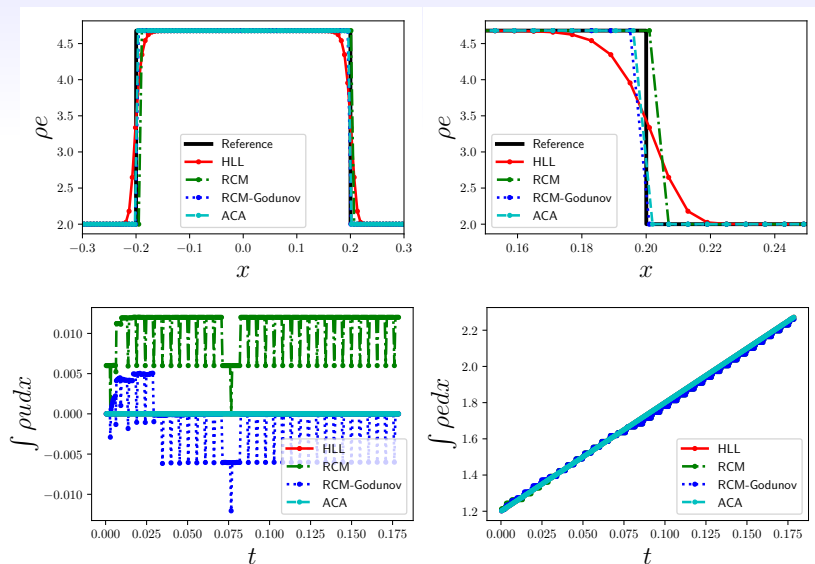 4.5
4.0
3.5
3.0
2.5
2.0
ρe
Reference
HLL
RCM
RCM-Godunov
ACA
−0.3 −0.2 −0.1 0.0 0.1 0.2 0.3
x
4.5
4.0
3.5
3.0
2.5
2.0
ρe
Reference
HLL
RCM
RCM-Godunov
ACA
0.16 0.18 0.20 0.22 0.24
x
0.010
0.005
0.000
−0.005
−0.010
∫ ρudx
HLL
RCM
RCM-Godunov
ACA
0.000 0.025 0.050 0.075 0.100 0.125 0.150 0.175
t
2.2
2.0
1.8
1.6
1.4
1.2
∫ ρedx
HLL
RCM
RCM-Godunov
ACA
0.000 0.025 0.050 0.075 0.100 0.125 0.150 0.175
t